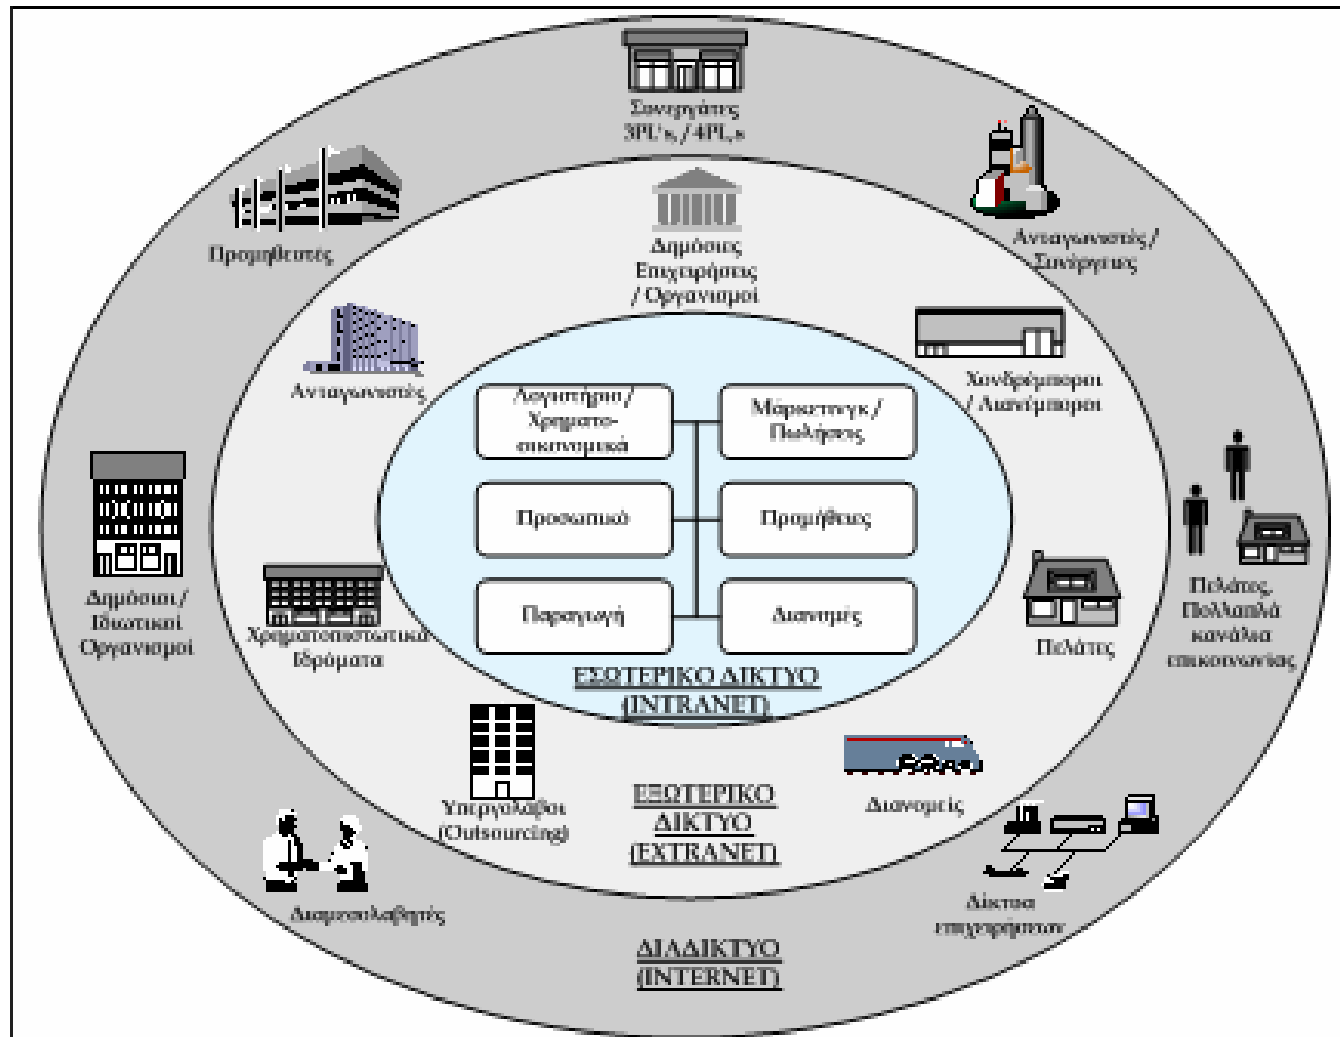 Συνεργάτες
3PL's, / 4PL,s
Προμηθευτές
Ανταγωνιστές /
Συνέργειες
Δημόσιες
Επιχειρήσεις
/ Οργανισμοί
Ανταγωνιστές
Χονδρέμποροι
/ Λιανέμποροι
Λογιστήριο /
Χρηματο-
οικονομικά
Μάρκετινγκ /
Πωλήσεις
Προσωπικό
Προμήθειες
Παραγωγή
Διανομές
ΕΣΩΤΕΡΙΚΟ ΔΙΚΤΥΟ
(INTRANET)
Δημόσιοι /
Ιδιωτικοί
Οργανισμοί
Χρηματοπιστωτικά
Ιδρύματα
Πελάτες
Πελάτες,
Πολλαπλά
κανάλια
επικοινωνίας
Υπεργολάβοι
(Outsourcing)
ΕΞΩΤΕΡΙΚΟ
ΔΙΚΤΥΟ
(EXTRANET)
Διανομείς
Διαμεσολαβητές
Δίκτυα
επιχειρήσεων
ΔΙΑΔΙΚΤΥΟ
(INTERNET)